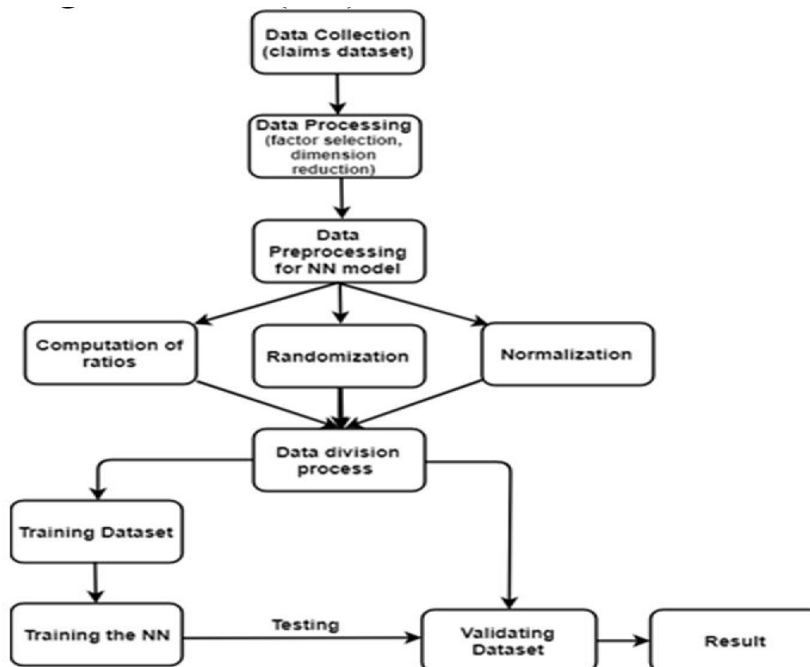 Data Collection
(claims dataset)
Data Processing
(factor selection,
dimension
reduction)
Data
Preprocessing
for NN model
Computation of
ratios
Randomization
Normalization
Data division
process
Training Dataset
Training the NN
Testing
Validating
Dataset
Result